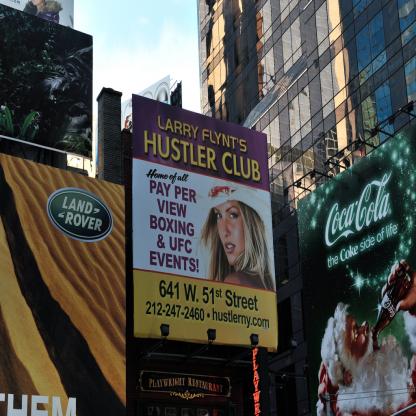 LAND-
ROVER
THEM
LARRY FLYNT'S
HUSTLER CLUB
Home of all
PAY PER
VIEW
BOXING
& UFC
EVENTS!
641 W. 51st Street
212-247-2460 • hustlerny.com
PLAYWRIGHT RESTAURANT
PLAYWR
Coca-Cola
the Coke side of life